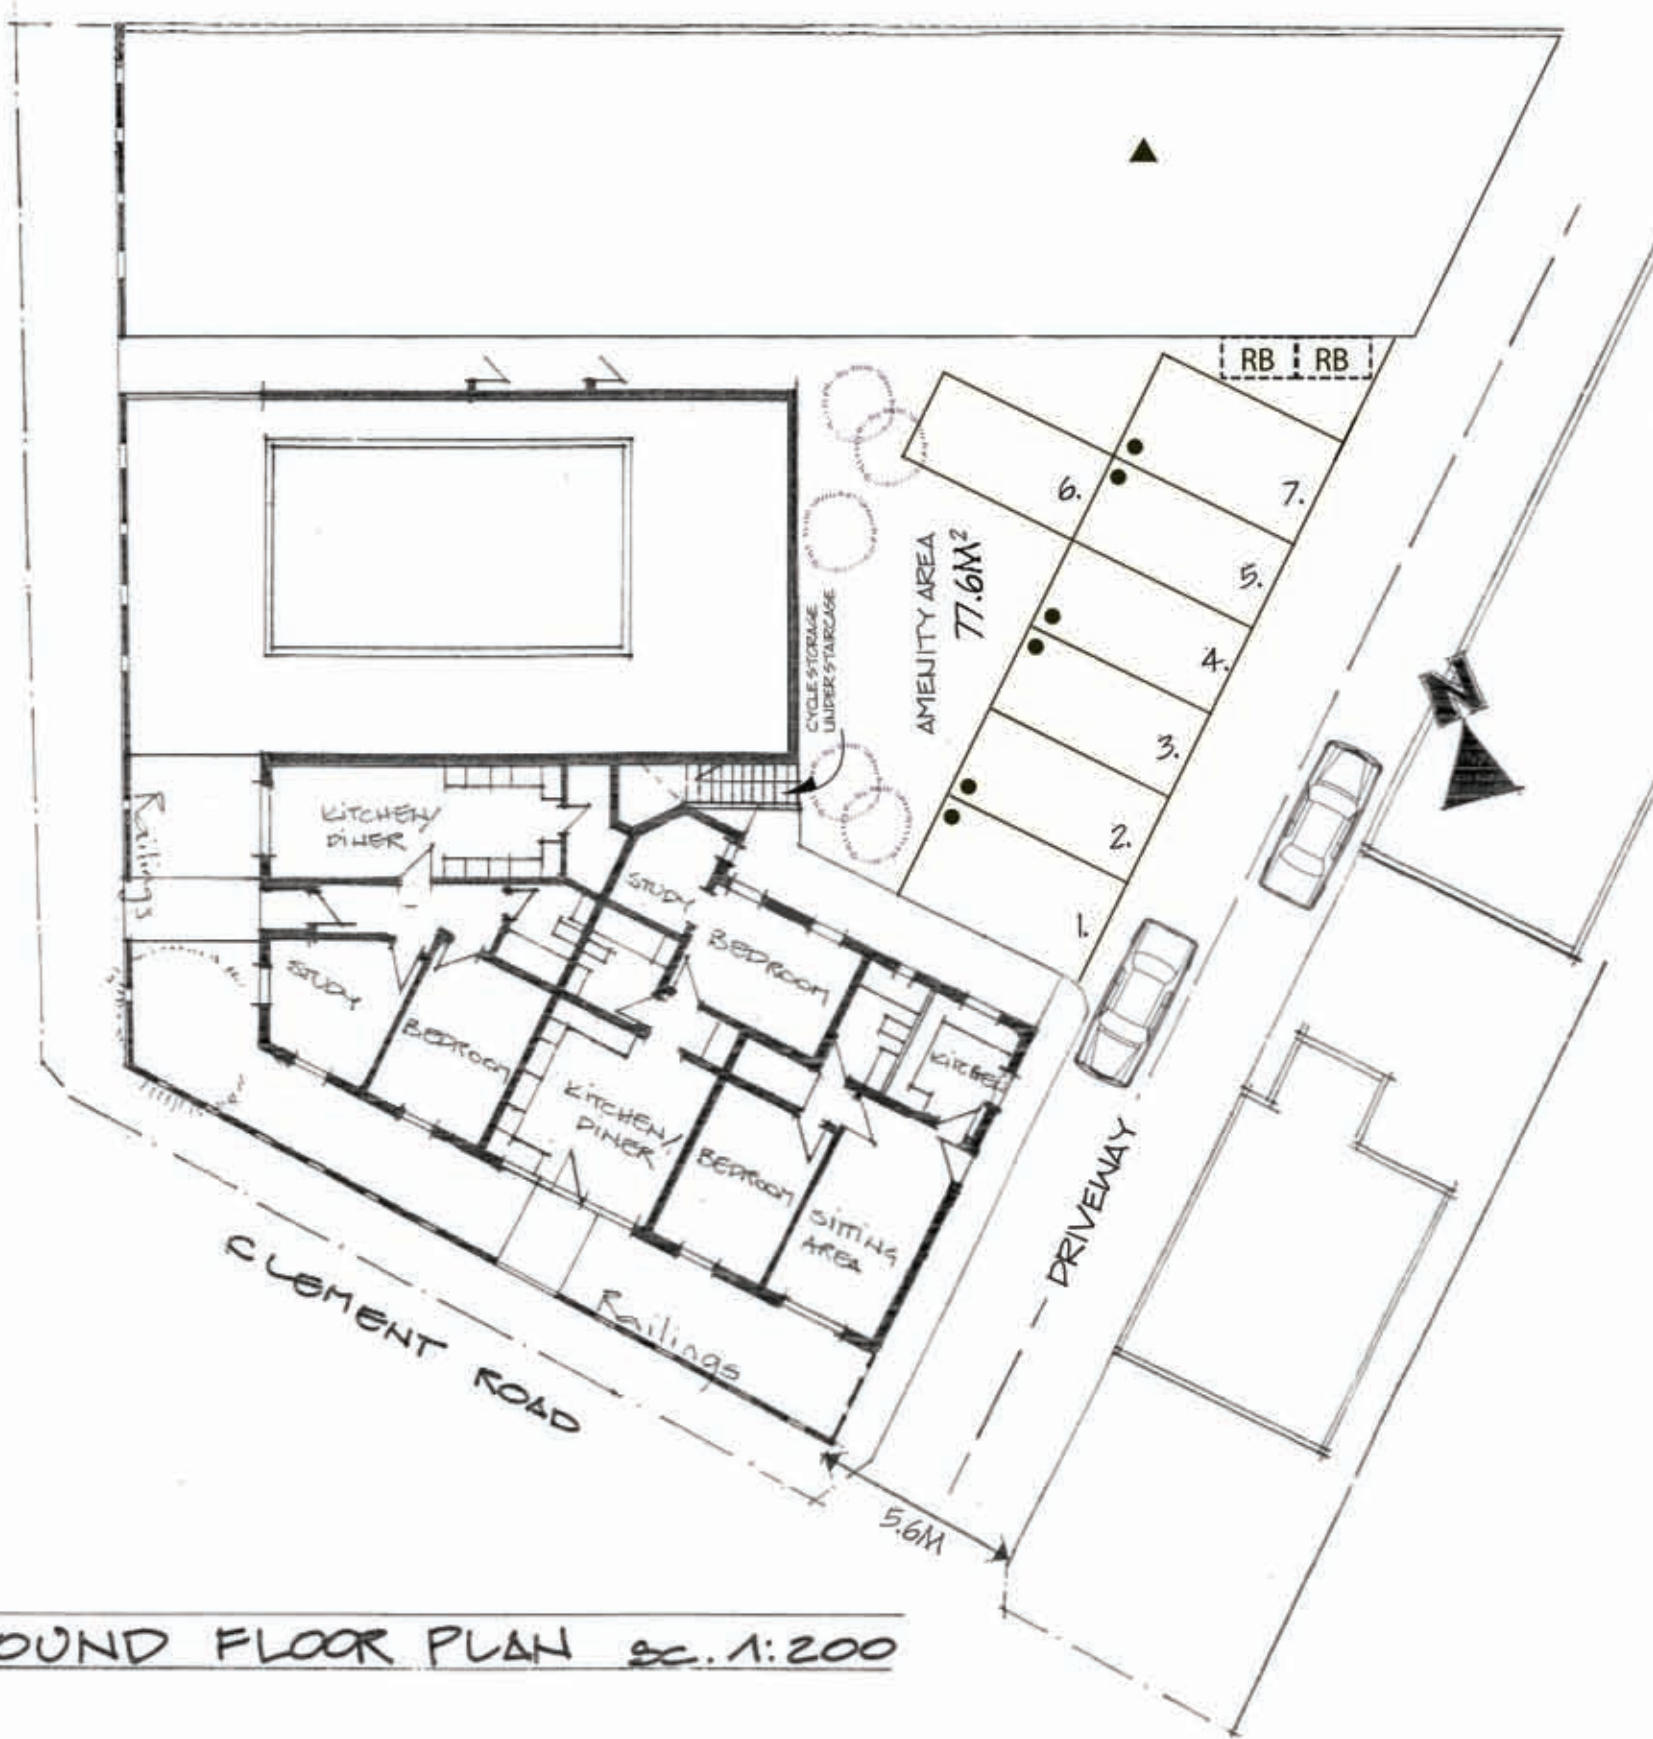 RB
RB
6.
7.
5.
4.
3.
2.
1.
AMENITY AREA
77.6M²
CYCLE STORAGE
UNDER STAIRCASE
N
Railings
KITCHEN/
DINER
STUDY
STUDY
BEDROOM
BEDROOM
KITCHEN/
DINER
BEDROOM
SITTING
AREA
DRIVEWAY
Railings
CLEMENT ROAD
5.6M
OUND FLOOR PLAN sc. 1:200